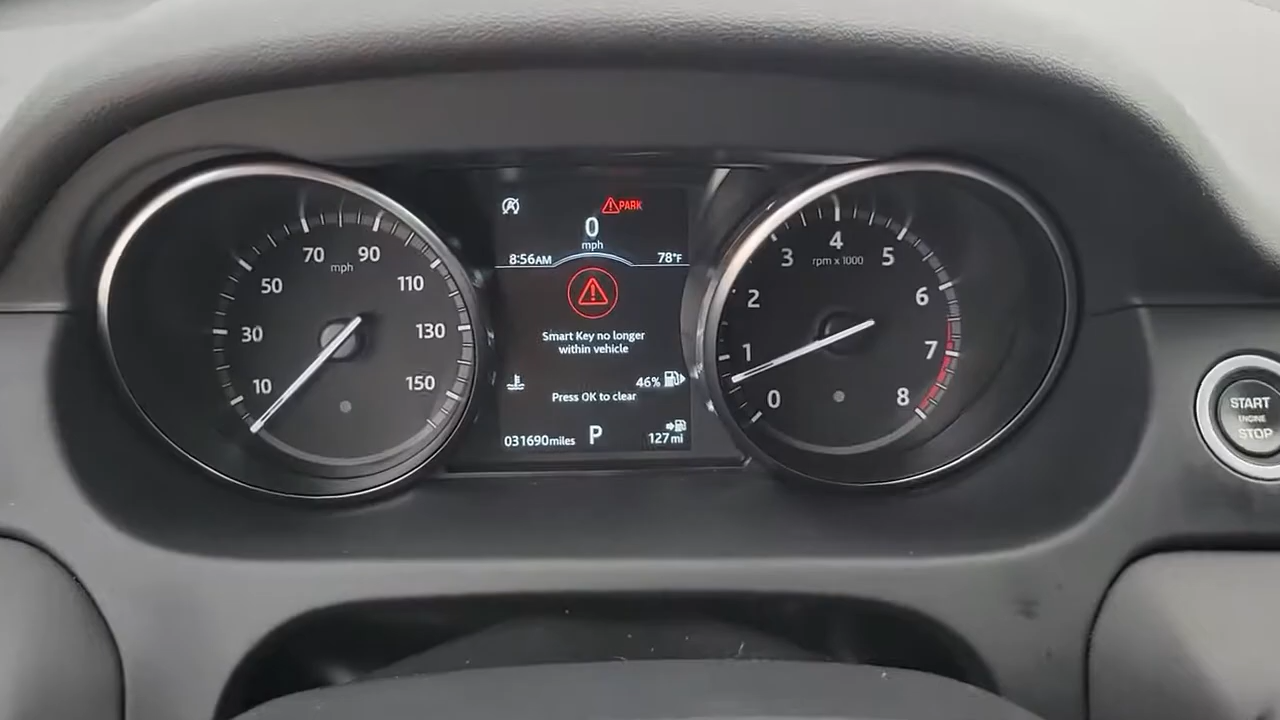 70 90
mph
50 110
30 130
10 150
PARK
0
mph
8:56AM 78°F
Smart Key no longer
within vehicle
46%
Press OK to clear
031690miles P 127mi
4
3 5
rpm x 1000
2 6
1 7
0 8
START
ENGINE
STOP